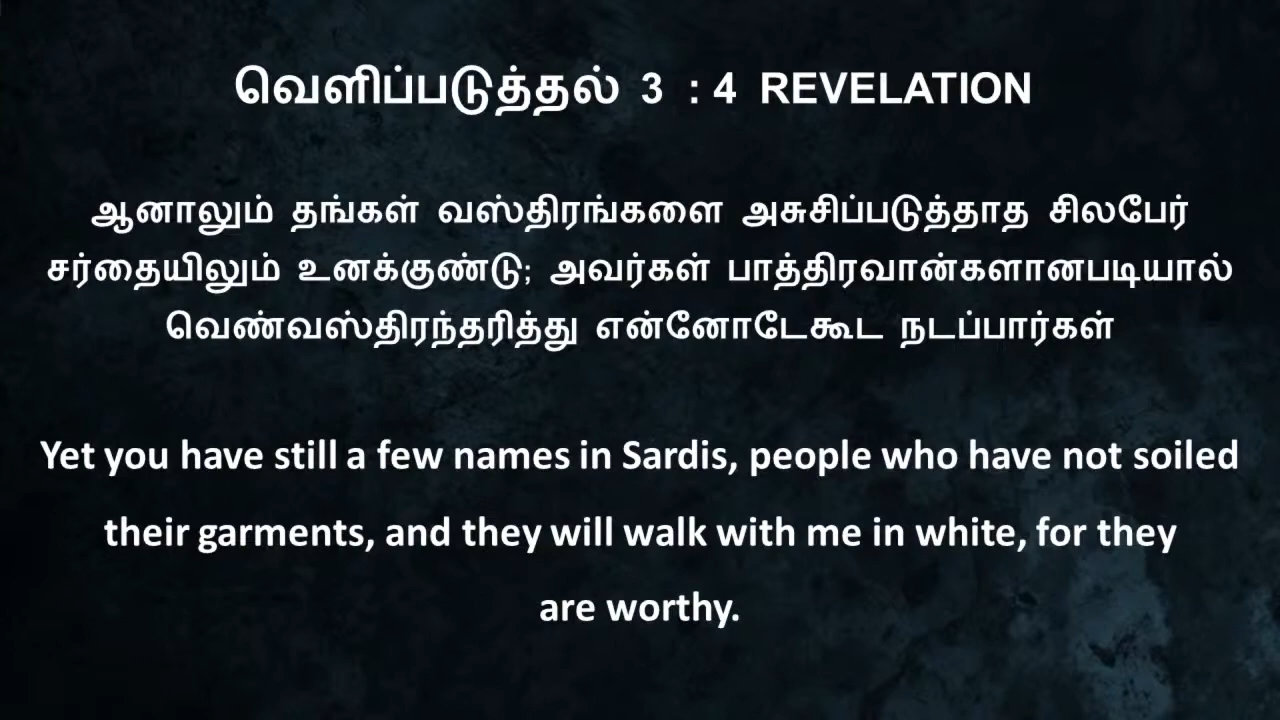 வெளிப்படுத்தல் 3 : 4 REVELATION
ஆனாலும் தங்கள் வஸ்திரங்களை அசுசிப்படுத்தாத சிலபேர்
சர்தையிலும் உனக்குண்டு; அவர்கள் பாத்திரவான்களானபடியால்
வெண்வஸ்திரந்தரித்து என்னோடேகூட நடப்பார்கள்
Yet you have still a few names in Sardis, people who have not soiled
their garments, and they will walk with me in white, for they
are worthy.